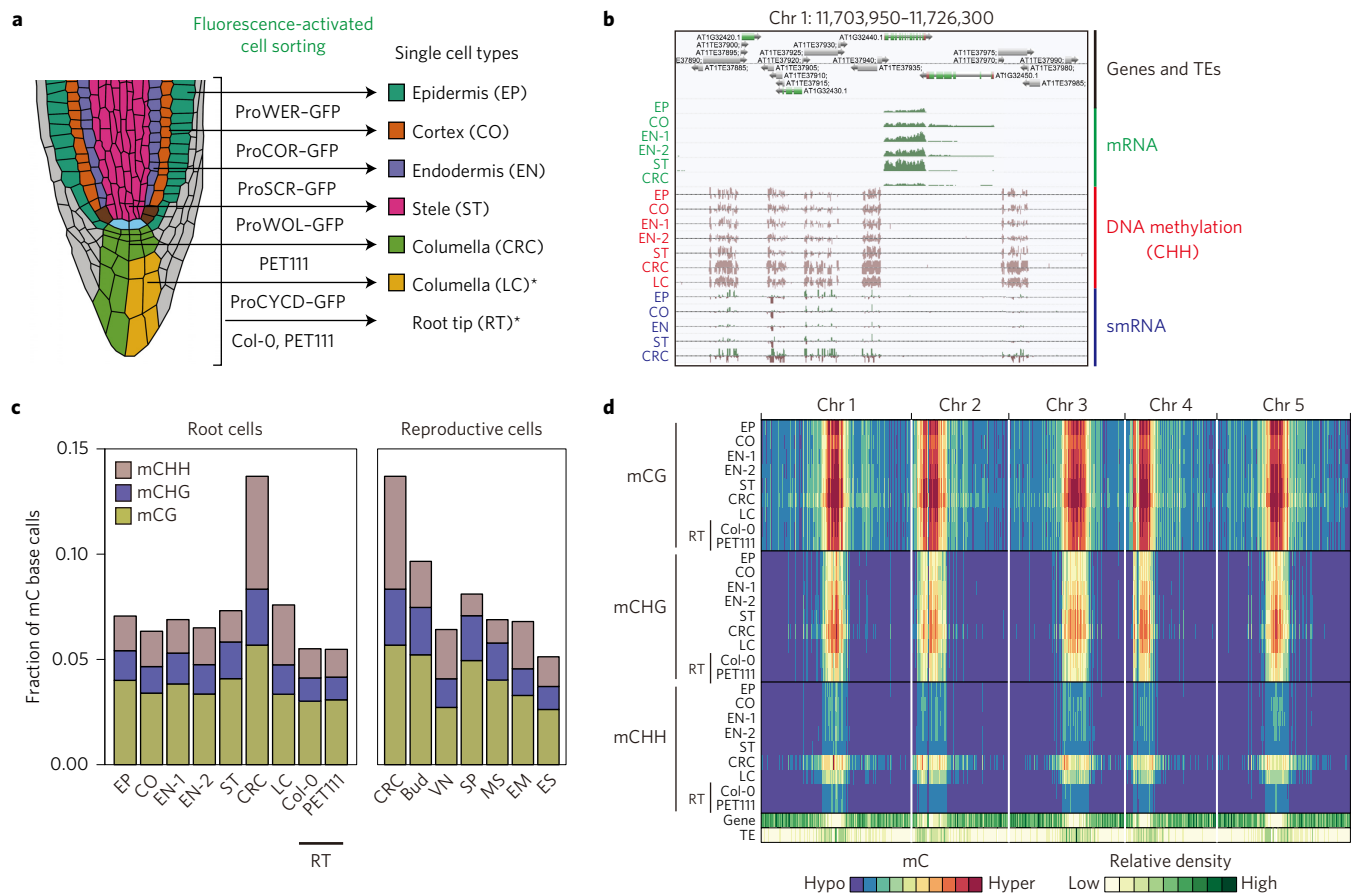 a
Fluorescence-activated
cell sorting
Single cell types
Epidermis (EP)
ProWER–GFP
Cortex (CO)
ProCOR–GFP
Endodermis (EN)
ProSCR–GFP
Stele (ST)
ProWOL–GFP
Columella (CRC)
PET111
Columella (LC)*
ProCYCD–GFP
Root tip (RT)*
Col-0, PET111
b
Chr 1: 11,703,950–11,726,300
AT1G32420.1
AT1G32440.1
AT1TE37900;
AT1TE37930;
AT1TE37895;
AT1TE37925;
AT1TE37975;
E37890;
AT1TE37920;
AT1TE37940;
AT1TE37970;
AT1TE37990;
AT1TE37885;
AT1TE37905;
AT1TE37935;
AT1TE37980;
AT1TE37910;
AT1G32450.1
AT1TE37915;
AT1TE37985;
AT1G32430.1
Genes and TEs
EP
CO
EN-1
EN-2
ST
CRC
mRNA
EP
CO
EN-1
EN-2
ST
CRC
LC
DNA methylation
(CHH)
EP
CO
EN
ST
CRC
smRNA
c
Root cells
Reproductive cells
Fraction of mC base calls
0.15
0.10
0.05
0.00
mCHH
mCHG
mCG
EP
CO
EN-1
EN-2
ST
CRC
LC
Col-0
PET111
RT
CRC
Bud
VN
SP
MS
EM
ES
d
Chr 1
Chr 2
Chr 3
Chr 4
Chr 5
mCG
EP
CO
EN-1
EN-2
ST
CRC
LC
RT
Col-0
PET111
mCHG
EP
CO
EN-1
EN-2
ST
CRC
LC
RT
Col-0
PET111
mCHH
EP
CO
EN-1
EN-2
ST
CRC
LC
RT
Col-0
PET111
Gene
TE
mC
Hypo
Hyper
Relative density
Low
High